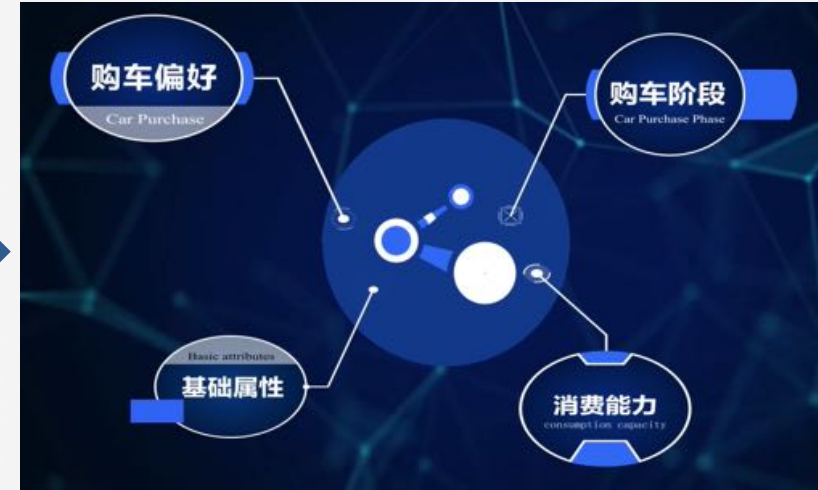 购车偏好
Car Purchase
购车阶段
Car Purchase Phase
Basic attributes
基础属性
消费能力
consumption capacity